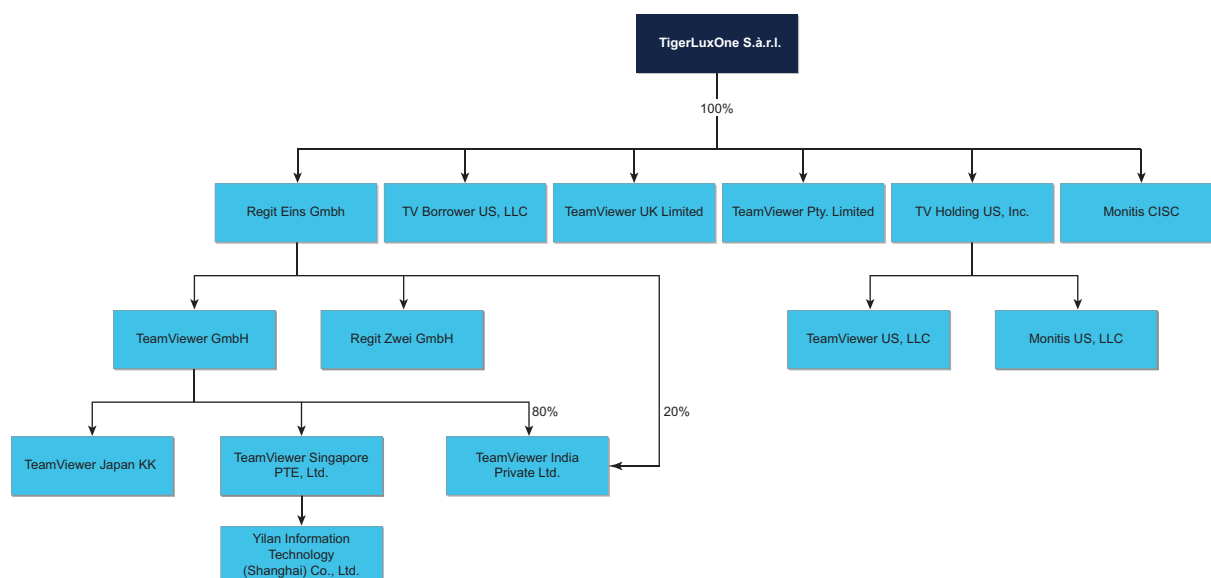 TigerLuxOne S.à.r.l.
100%
Regit Eins Gmbh
TV Borrower US, LLC
TeamViewer UK Limited
TeamViewer Pty. Limited
TV Holding US, Inc.
Monitis CISC
TeamViewer GmbH
Regit Zwei GmbH
TeamViewer US, LLC
Monitis US, LLC
80%
20%
TeamViewer Japan KK
TeamViewer Singapore
PTE, Ltd.
TeamViewer India
Private Ltd.
Yilan Information
Technology
(Shanghai) Co., Ltd.